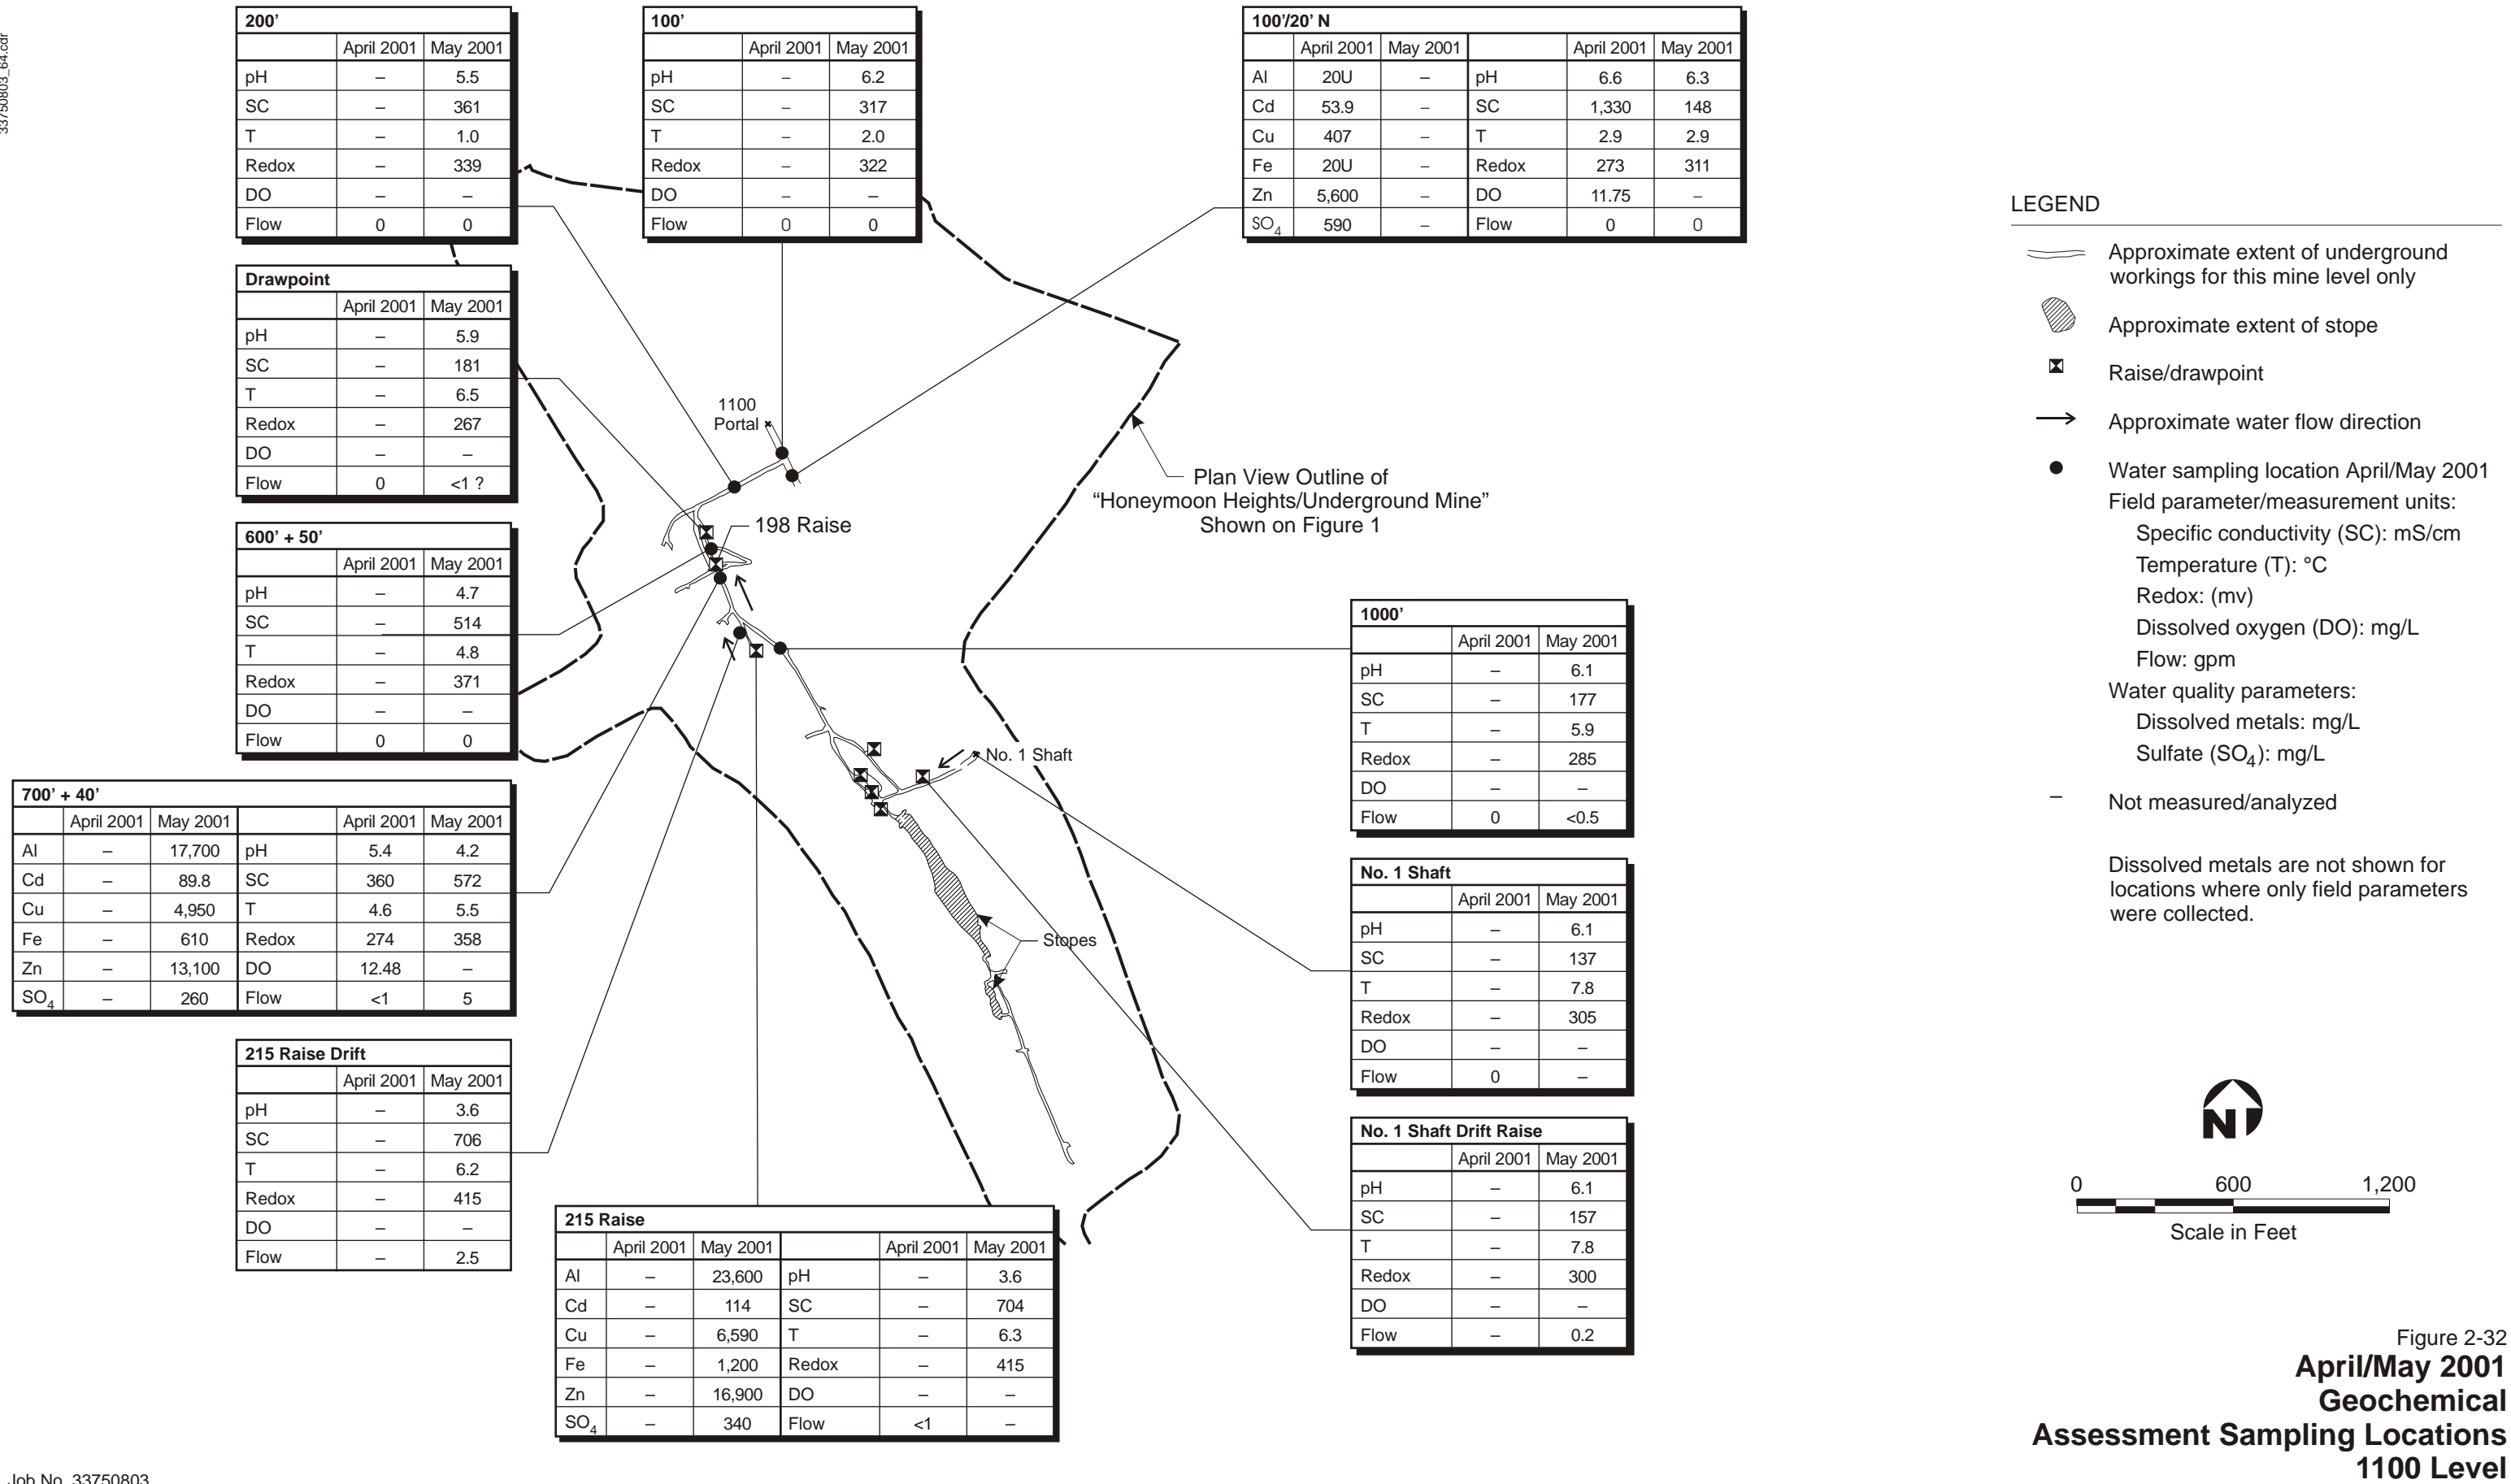 33750803_64.cdr
200’
April 2001 May 2001
pH – 5.5
SC – 361
T – 1.0
Redox – 339
DO – –
Flow 0 0
100’
April 2001 May 2001
pH – 6.2
SC – 317
T – 2.0
Redox – 322
DO – –
Flow 0 0
100’/20’ N
April 2001 May 2001 April 2001 May 2001
Al 20U – pH 6.6 6.3
Cd 53.9 – SC 1,330 148
Cu 407 – T 2.9 2.9
Fe 20U – Redox 273 311
Zn 5,600 – DO 11.75 –
SO4 590 – Flow 0 0
Drawpoint
April 2001 May 2001
pH – 5.9
SC – 181
T – 6.5
Redox – 267
DO – –
Flow 0 <1 ?
600’ + 50’
April 2001 May 2001
pH – 4.7
SC – 514
T – 4.8
Redox – 371
DO – –
Flow 0 0
700’ + 40’
April 2001 May 2001 April 2001 May 2001
Al – 17,700 pH 5.4 4.2
Cd – 89.8 SC 360 572
Cu – 4,950 T 4.6 5.5
Fe – 610 Redox 274 358
Zn – 13,100 DO 12.48 –
SO4 – 260 Flow <1 5
215 Raise Drift
April 2001 May 2001
pH – 3.6
SC – 706
T – 6.2
Redox – 415
DO – –
Flow – 2.5
215 Raise
April 2001 May 2001 April 2001 May 2001
Al – 23,600 pH – 3.6
Cd – 114 SC – 704
Cu – 6,590 T – 6.3
Fe – 1,200 Redox – 415
Zn – 16,900 DO – –
SO4 – 340 Flow <1 –
1100
Portal
198 Raise
Plan View Outline of
“Honeymoon Heights/Underground Mine”
Shown on Figure 1
No. 1 Shaft
Stopes
1000’
April 2001 May 2001
pH – 6.1
SC – 177
T – 5.9
Redox – 285
DO – –
Flow 0 <0.5
No. 1 Shaft
April 2001 May 2001
pH – 6.1
SC – 137
T – 7.8
Redox – 305
DO – –
Flow 0 –
No. 1 Shaft Drift Raise
April 2001 May 2001
pH – 6.1
SC – 157
T – 7.8
Redox – 300
DO – –
Flow – 0.2
LEGEND
Approximate extent of underground
workings for this mine level only
Approximate extent of stope
Raise/drawpoint
Approximate water flow direction
Water sampling location April/May 2001
Field parameter/measurement units:
Specific conductivity (SC): mS/cm
Temperature (T): °C
Redox: (mv)
Dissolved oxygen (DO): mg/L
Flow: gpm
Water quality parameters:
Dissolved metals: mg/L
Sulfate (SO4): mg/L
– Not measured/analyzed
Dissolved metals are not shown for
locations where only field parameters
were collected.
N
0 600 1,200
Scale in Feet
Figure 2-32
April/May 2001
Geochemical
Assessment Sampling Locations
1100 Level
Job No. 33750803